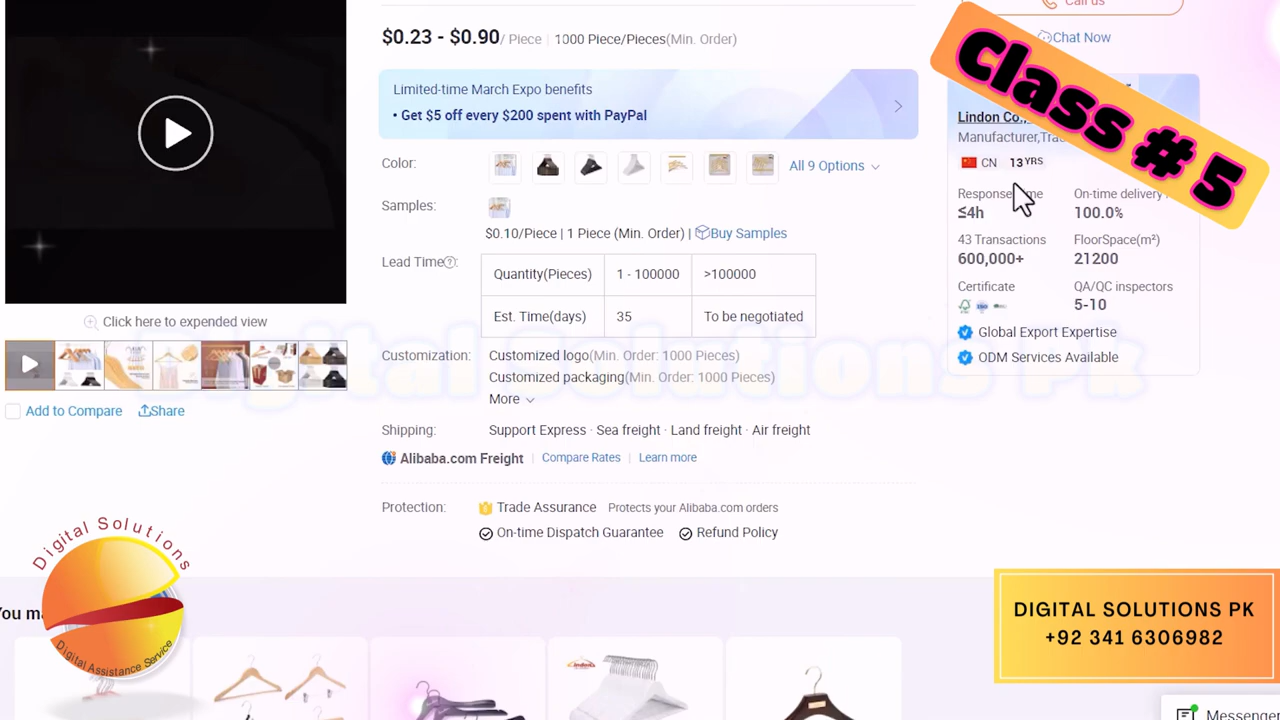 Call us
$0.23 - $0.90/ Piece | 1000 Piece/Pieces(Min. Order)
Chat Now
Class # 5
Limited-time March Expo benefits
• Get $5 off every $200 spent with PayPal
Lindon Co..
Manufacturer,Tra
CN 13 YRS
Color:
All 9 Options
Samples:
$0.10/Piece | 1 Piece (Min. Order) | Buy Samples
Response
On-time delivery
≤4h
100.0%
43 Transactions
FloorSpace(m²)
600,000+
21200
Certificate
QA/QC inspectors
5-10
Global Export Expertise
ODM Services Available
Lead Time
Quantity(Pieces) 1 - 100000 >100000
Est. Time(days) 35 To be negotiated
Click here to expended view
Customization: Customized logo(Min. Order: 1000 Pieces)
Customized packaging(Min. Order: 1000 Pieces)
More
Add to Compare Share
Shipping: Support Express · Sea freight · Land freight · Air freight
Alibaba.com Freight | Compare Rates | Learn more
Protection: Trade Assurance Protects your Alibaba.com orders
On-time Dispatch Guarantee Refund Policy
Digital Solutions
Digital Assistance Service
You
DIGITAL SOLUTIONS PK
+92 341 6306982
Messenger